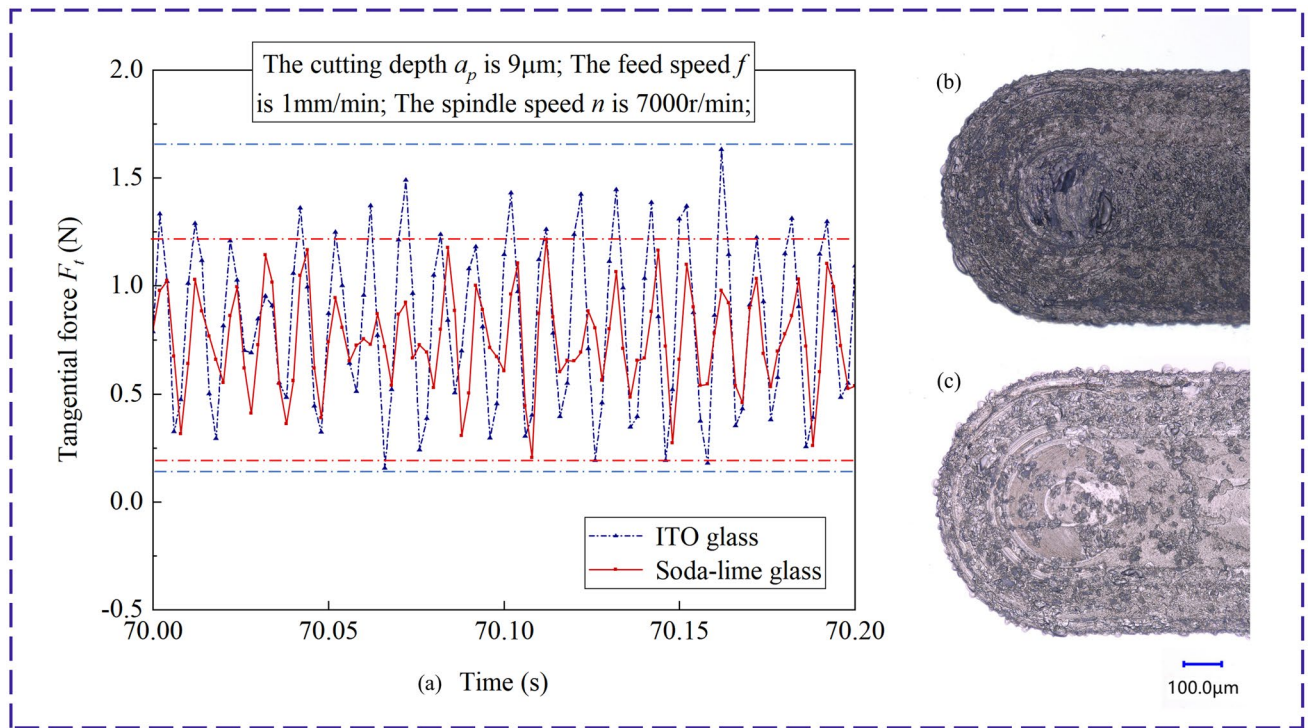 The cutting depth ap is 9μm; The feed speed f
is 1mm/min; The spindle speed n is 7000r/min;
2.0
1.5
1.0
0.5
0.0
-0.5
Tangential force Ft (N)
ITO glass
Soda-lime glass
70.00 70.05 70.10 70.15 70.20
(a) Time (s)
(b)
(c)
100.0μm